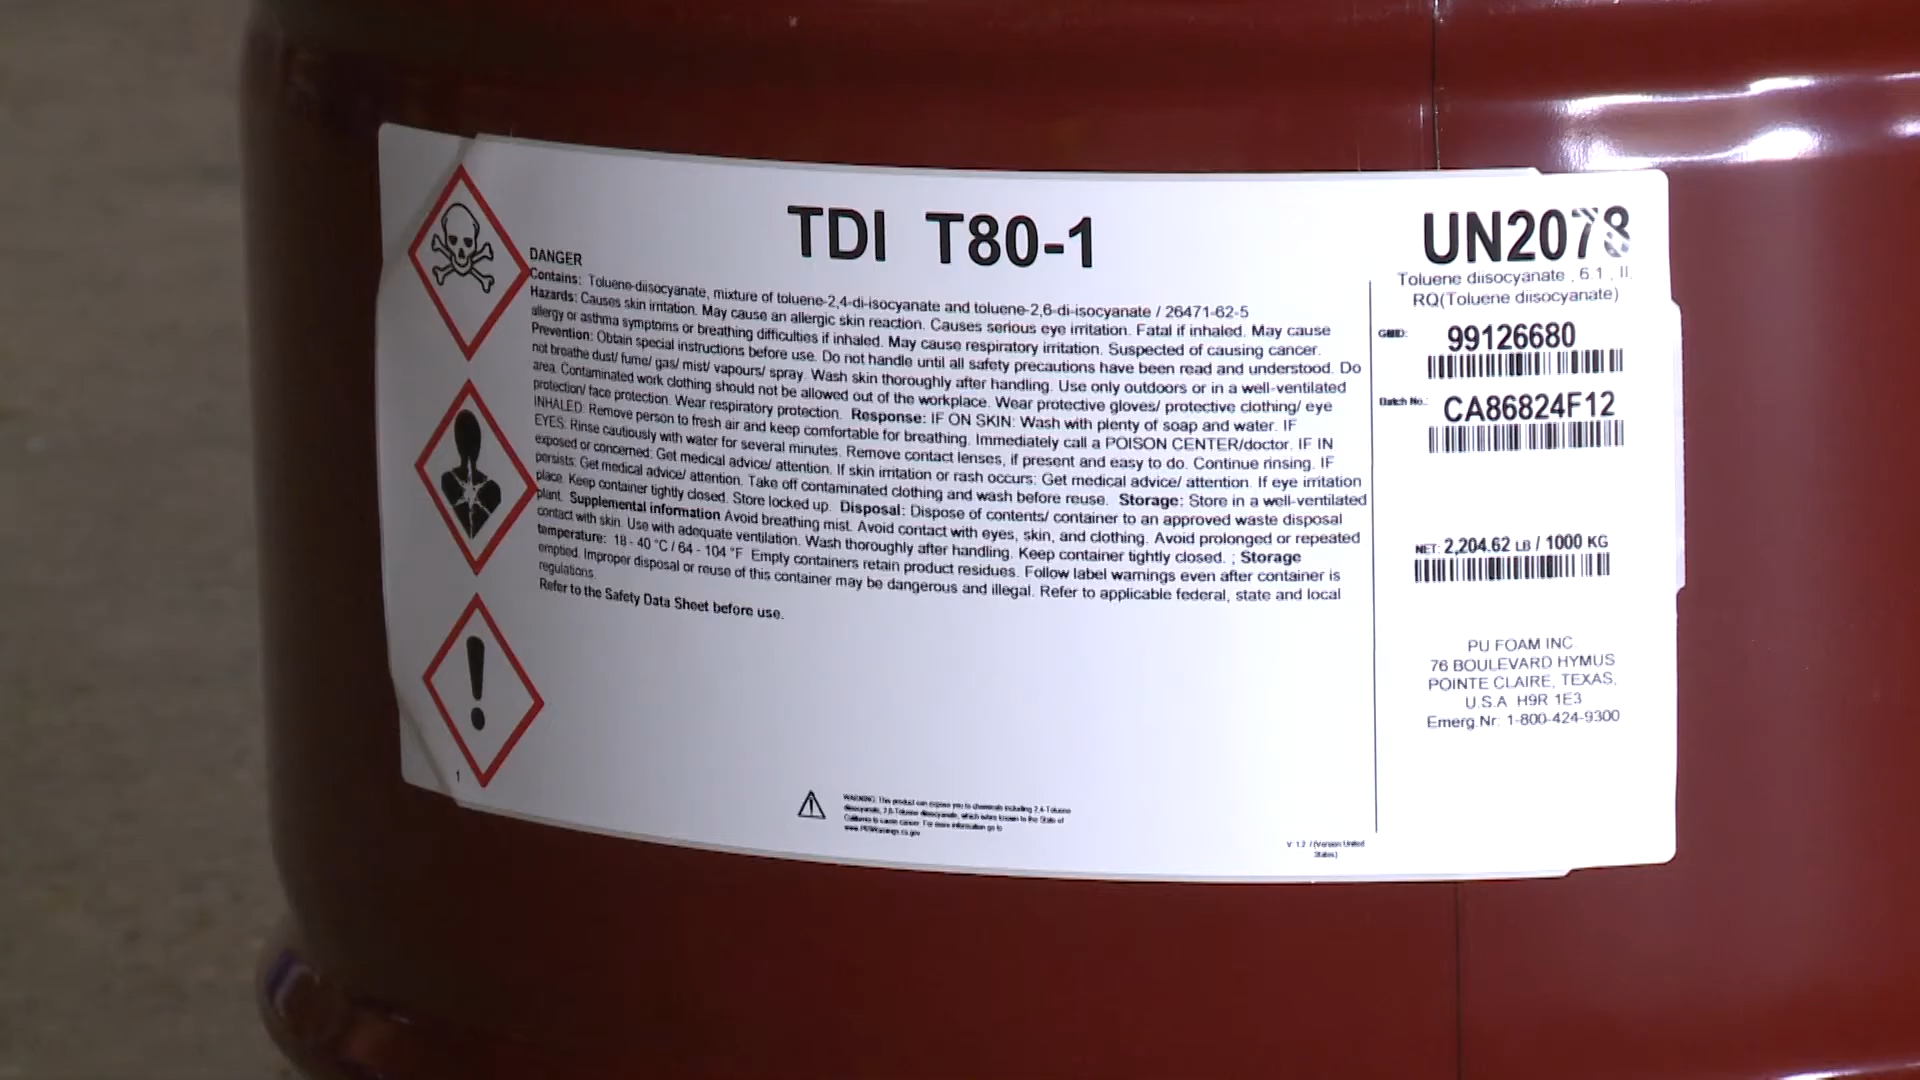 TDI T80-1
DANGER
Contains: Toluene-diisocyanate, mixture of toluene-2,4-di-isocyanate and toluene-2,6-di-isocyanate / 26471-62-5
Hazards: Causes skin irritation. May cause an allergic skin reaction. Causes serious eye irritation. Fatal if inhaled. May cause
allergy or asthma symptoms or breathing difficulties if inhaled. May cause respiratory irritation. Suspected of causing cancer.
Prevention: Obtain special instructions before use. Do not handle until all safety precautions have been read and understood. Do
not breathe dust/ fume/ gas/ mist/ vapours/ spray. Wash skin thoroughly after handling. Use only outdoors or in a well-ventilated
area. Contaminated work clothing should not be allowed out of the workplace. Wear protective gloves/ protective clothing/ eye
protection/ face protection. Wear respiratory protection. Response: IF ON SKIN: Wash with plenty of soap and water. IF
INHALED: Remove person to fresh air and keep comfortable for breathing. Immediately call a POISON CENTER/doctor. IF IN
EYES: Rinse cautiously with water for several minutes. Remove contact lenses, if present and easy to do. Continue rinsing. IF
exposed or concerned: Get medical advice/ attention. If skin irritation or rash occurs: Get medical advice/ attention. If eye irritation
persists: Get medical advice/ attention. Take off contaminated clothing and wash before reuse. Storage: Store in a well-ventilated
place. Keep container tightly closed. Store locked up. Disposal: Dispose of contents/ container to an approved waste disposal
plant. Supplemental information Avoid breathing mist. Avoid contact with eyes, skin, and clothing. Avoid prolonged or repeated
contact with skin. Use with adequate ventilation. Wash thoroughly after handling. Keep container tightly closed. ; Storage
temperature: 18 - 40 °C / 64 - 104 °F Empty containers retain product residues. Follow label warnings even after container is
emptied. Improper disposal or reuse of this container may be dangerous and illegal. Refer to applicable federal, state and local
regulations.
Refer to the Safety Data Sheet before use.
1
WARNING: This product can expose you to chemicals including 2,4-Toluene
diisocyanate, 2,6-Toluene diisocyanate, which is/are known to the State of
California to cause cancer. For more information go to
www.P65Warnings.ca.gov
V 1.2 / (Version United
States)
UN2078
Toluene diisocyanate , 6.1 , II,
RQ(Toluene diisocyanate)
99126680
Batch No.: CA86824F12
NET: 2,204.62 LB / 1000 KG
PU FOAM INC
76 BOULEVARD HYMUS
POINTE CLAIRE, TEXAS,
U.S.A H9R 1E3
Emerg.Nr: 1-800-424-9300